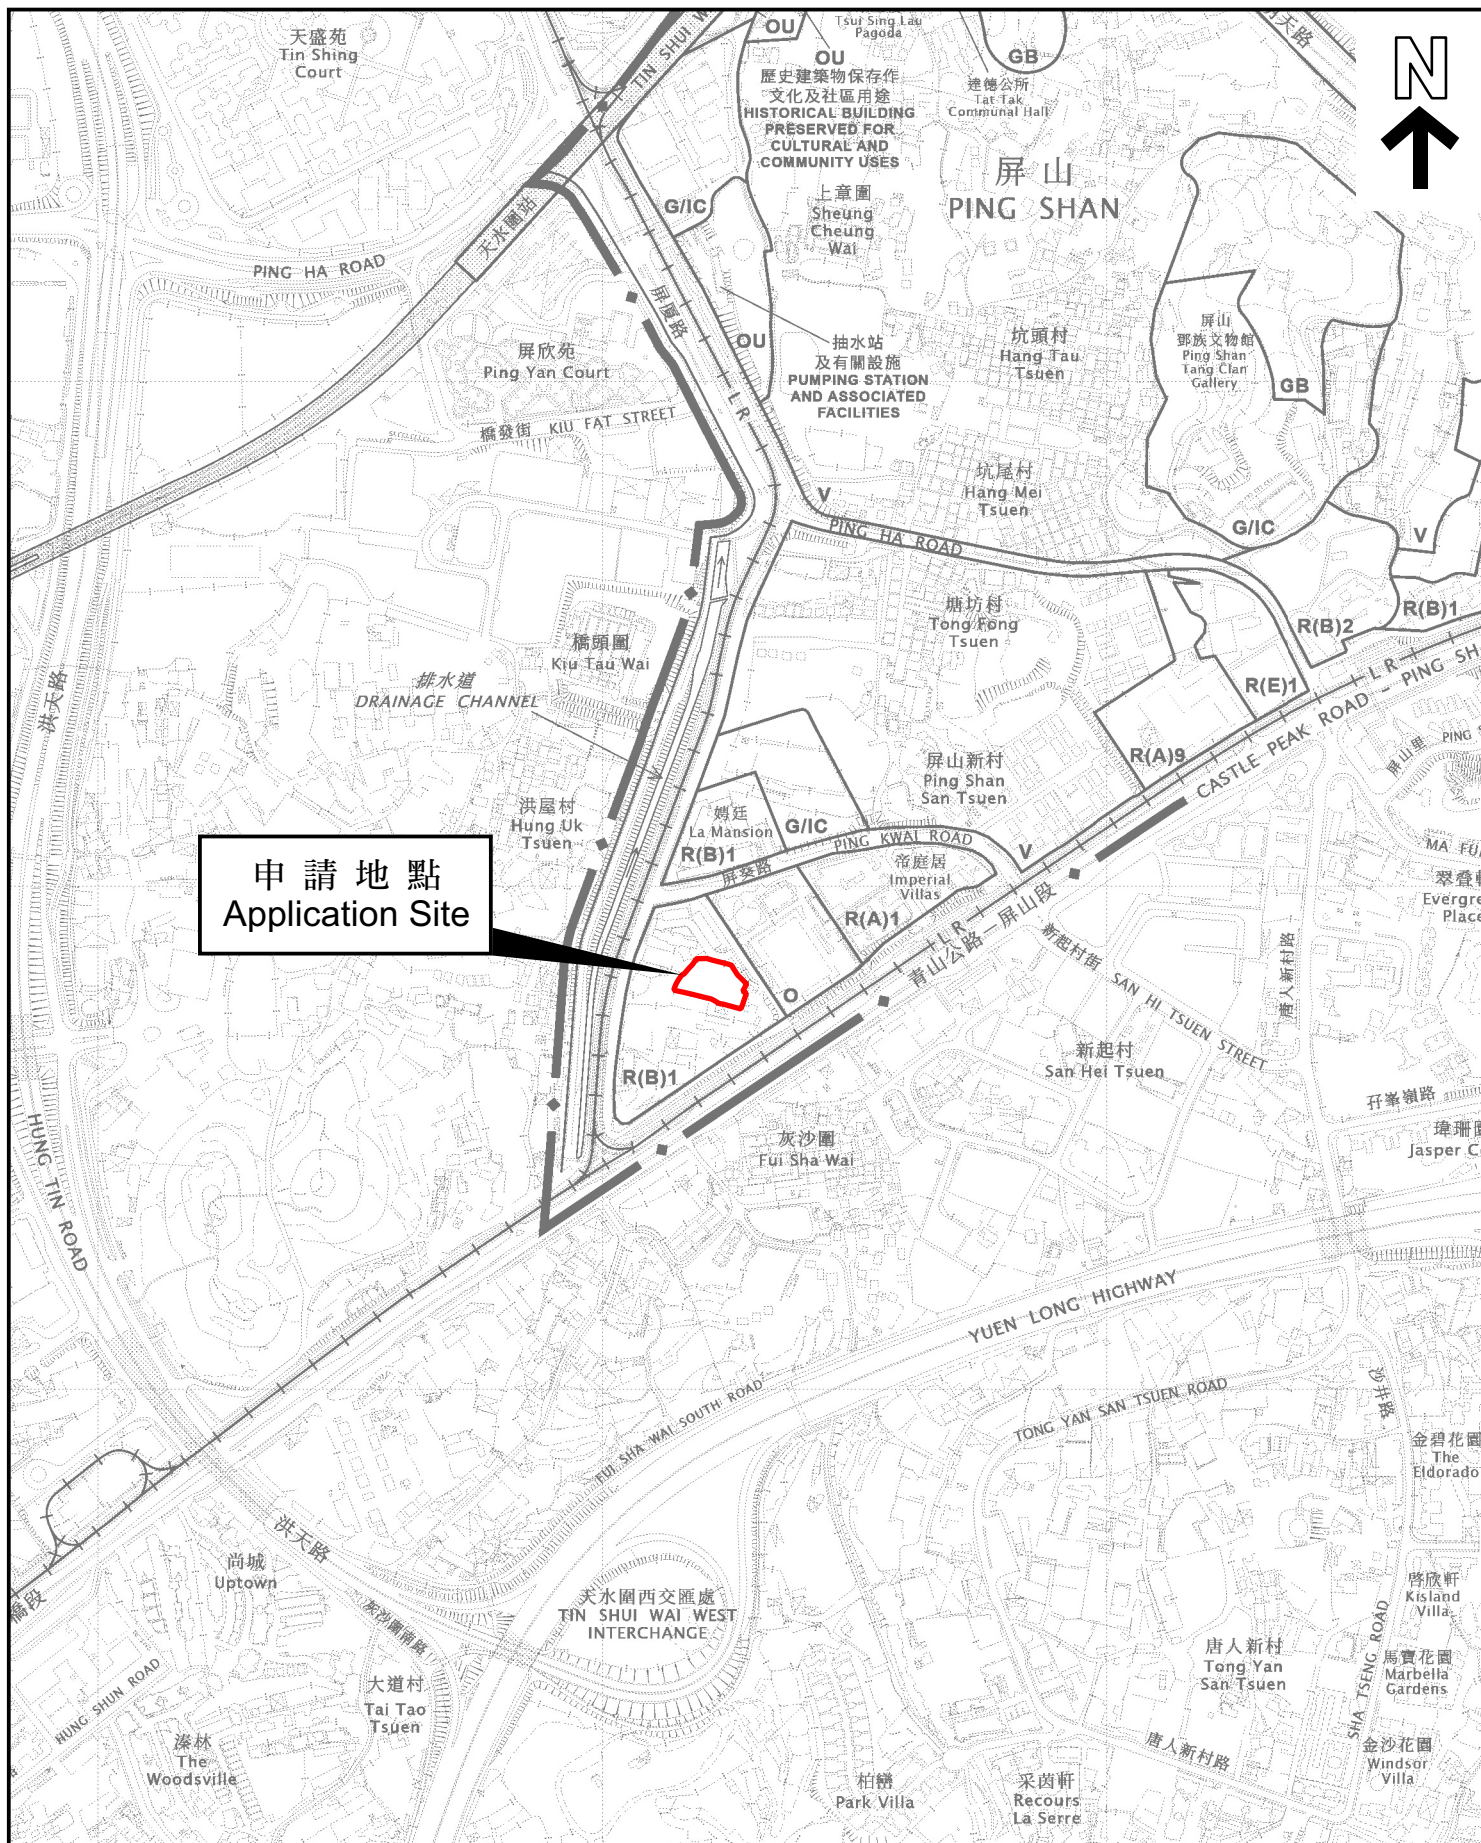 天盛苑
Tin Shing
Court
TIN SHUI W
OU
Tsui Sing Lau
Pagoda
OU
歷史建築物保存作
文化及社區用途
HISTORICAL BUILDING
PRESERVED FOR
CULTURAL AND
COMMUNITY USES
GB
達德公所
Tat Tak
Communal Hall
天路
N
屏山
PING SHAN
上章圍
Sheung
Cheung
Wai
G/IC
天水圍站
PING HA ROAD
屏廈路
屏欣苑
Ping Yan Court
OU
抽水站
及有關設施
PUMPING STATION
AND ASSOCIATED
FACILITIES
坑頭村
Hang Tau
Tsuen
屏山
鄧族文物館
Ping Shan
Tang Clan
Gallery
GB
LR
橋發街 KIU FAT STREET
坑尾村
Hang Mei
Tsuen
V
PING HA ROAD
G/IC
V
塘坊村
Tong Fong
Tsuen
R(B)2
R(B)1
橋頭圍
Kiu Tau Wai
排水道
DRAINAGE CHANNEL
洪天路
R(E)1
LR
CASTLE PEAK ROAD - PING SH
R(A)9
屏山里
PING
屏山新村
Ping Shan
San Tsuen
洪屋村
Hung Uk
Tsuen
娉廷
La Mansion
R(B)1
G/IC
PING KWAI ROAD
屏葵路
帝庭居
Imperial
Villas
V
MA FU
翠疊軒
Evergre
Place
申請地點
Application Site
R(A)1
LR
青山公路－屏山段
新起村街 SAN HI TSUEN STREET
唐人新村路
O
R(B)1
新起村
San Hei Tsuen
孖峯嶺路
瑋珊園
Jasper C
灰沙圍
Fui Sha Wai
HUNG TIN ROAD
YUEN LONG HIGHWAY
TONG YAN SAN TSUEN ROAD
沙井路
FUI SHA WAI SOUTH ROAD
金碧花園
The
Eldorado
洪天路
尚城
Uptown
橋段
灰沙圍南路
天水圍西交匯處
TIN SHUI WAI WEST
INTERCHANGE
啓欣軒
Kisland
Villa
唐人新村
Tong Yan
San Tsuen
SHA TSENG ROAD
馬寶花園
Marbella
Gardens
大道村
Tai Tao
Tsuen
HUNG SHUN ROAD
溱林
The
Woodsville
唐人新村路
金沙花園
Windsor
Villa
柏巒
Park Villa
采茵軒
Recours
La Serre